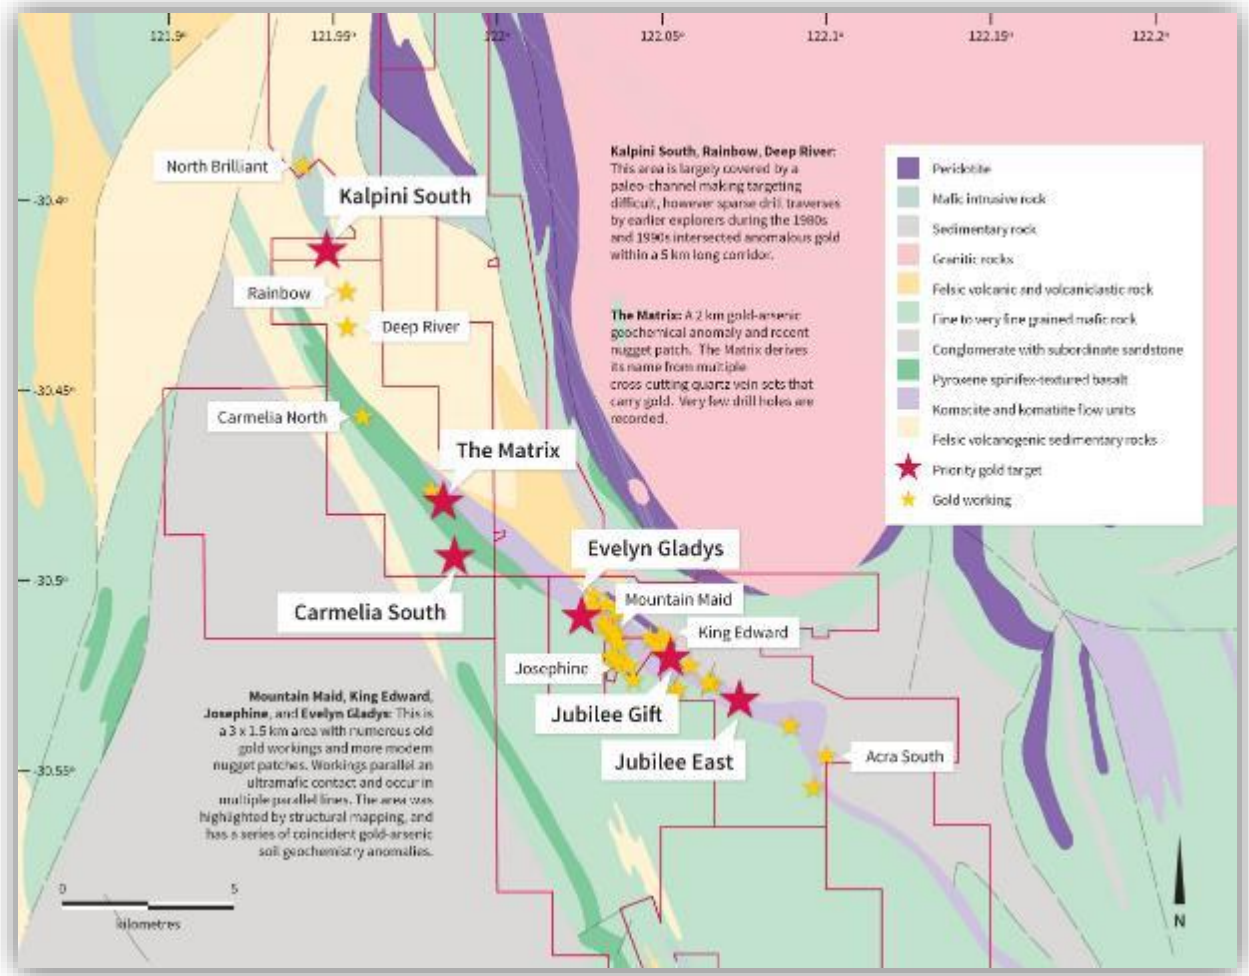 121.9° 121.99° 122° 122.05° 122.1° 122.19° 122.2°
North Brilliant
Kalpini South
-30.4°
Rainbow
Deep River
-30.45°
Carmelia North
The Matrix
Evelyn Gladys
-30.9°
Mountain Maid
Carmelia South
King Edward
Josephine
Jubilee Gift
Jubilee East
Acra South
-30.55°
Kalpini South, Rainbow, Deep River:
This area is largely covered by a
paleo-channel making targeting
difficult, however sparse drill traverses
by earlier explorers during the 1980s
and 1990s intersected anomalous gold
within a 5 km long corridor.
The Matrix: A 2 km gold-arsenic
geochemical anomaly and recent
nugget patch. The Matrix derives
its name from multiple
cross-cutting quartz vein sets that
carry gold. Very few drill holes are
recorded.
Peridotite
Mafic intrusive rock
Sedimentary rock
Granitic rocks
Felsic volcanic and volcaniclastic rock
Fine to very fine grained mafic rock
Conglomerate with subordinate sandstone
Pyroxene spinifex-textured basalt
Komatiite and komatiite flow units
Felsic volcanogenic sedimentary rocks
Priority gold target
Gold working
Mountain Maid, King Edward,
Josephine, and Evelyn Gladys: This is
a 3 x 1.5 km area with numerous old
gold workings and more modern
nugget patches. Workings parallel an
ultramafic contact and occur in
multiple parallel lines. The area was
highlighted by structural mapping, and
has a series of coincident gold-arsenic
soil geochemistry anomalies.
0 5
kilometres
N